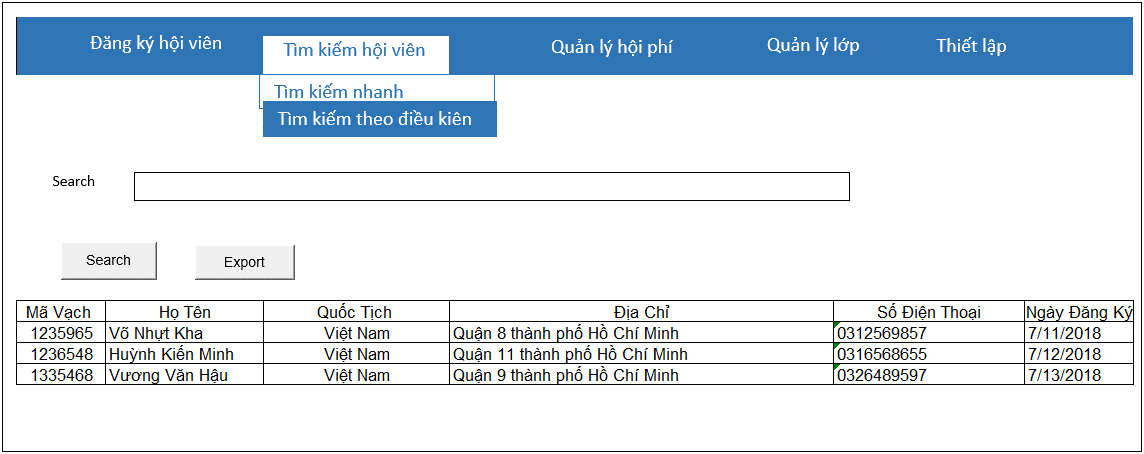 Đăng ký hội viên Tìm kiếm hội viên Quản lý hội phí Quản lý lớp Thiết lập
Tìm kiếm nhanh
Tìm kiếm theo điều kiên
Search
Search Export
Mã Vạch Họ Tên Quốc Tịch Địa Chỉ Số Điện Thoại Ngày Đăng Ký
1235965 Võ Nhựt Kha Việt Nam Quận 8 thành phố Hồ Chí Minh 0312569857 7/11/2018
1236548 Huỳnh Kiến Minh Việt Nam Quận 11 thành phố Hồ Chí Minh 0316568655 7/12/2018
1335468 Vương Văn Hậu Việt Nam Quận 9 thành phố Hồ Chí Minh 0326489597 7/13/2018